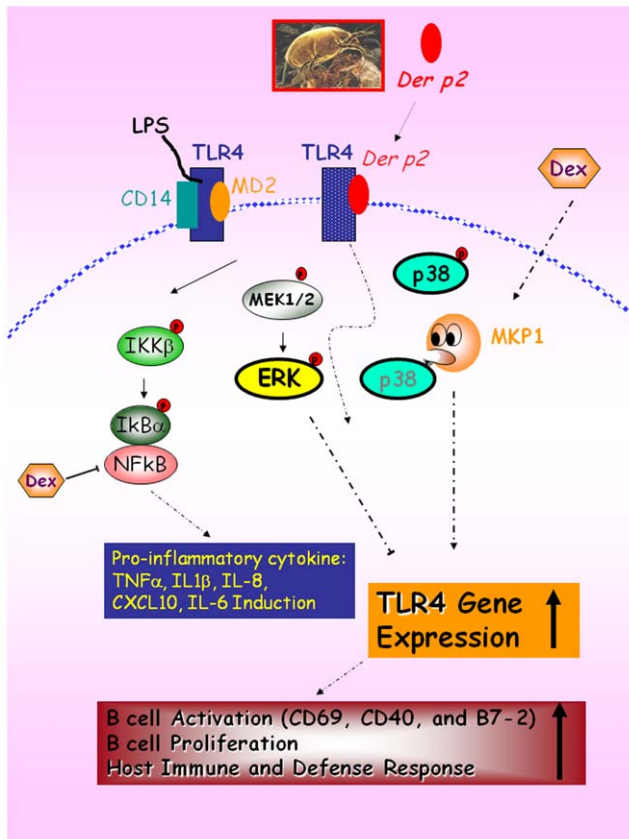 Der p2
LPS
TLR4
TLR4
Der p2
Dex
CD14
MD2
p
p38
p
MEK1/2
p
IKKβ
MKP1
p
ERK
p38
p
IkBα
NFkB
Dex
Pro-inflammatory cytokine:
TNFα, IL1β, IL-8,
CXCL10, IL-6 Induction
TLR4 Gene
Expression
B cell Activation (CD69, CD40, and B7-2)
B cell Proliferation
Host Immune and Defense Response